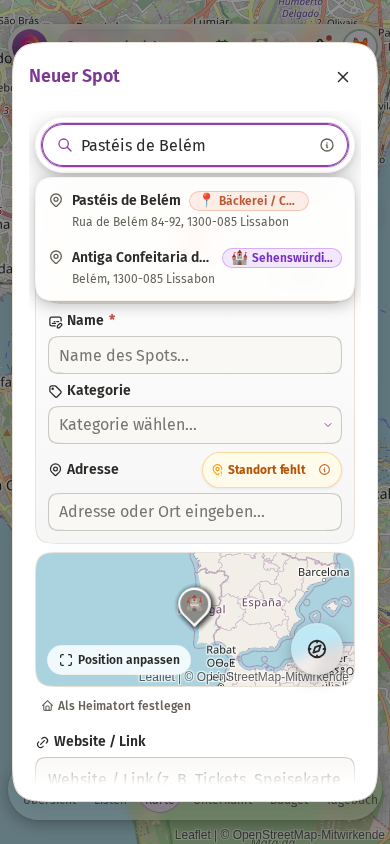 Neuer Spot
Pastéis de Belém
Pastéis de Belém 📍 Bäckerei / C...
Rua de Belém 84-92, 1300-085 Lissabon
Antiga Confeitaria d... 🏰 Sehenswürdi...
Belém, 1300-085 Lissabon
Name *
Name des Spots...
Kategorie
Kategorie wählen...
Adresse Standort fehlt
Adresse oder Ort eingeben...
Barcelona
España
Rabat
Position anpassen
Leaflet | © OpenStreetMap-Mitwirkende
Als Heimatort festlegen
Website / Link
Website / Link (z. B. Tickets, Speisekarte
Leaflet | © OpenStreetMap-Mitwirkende